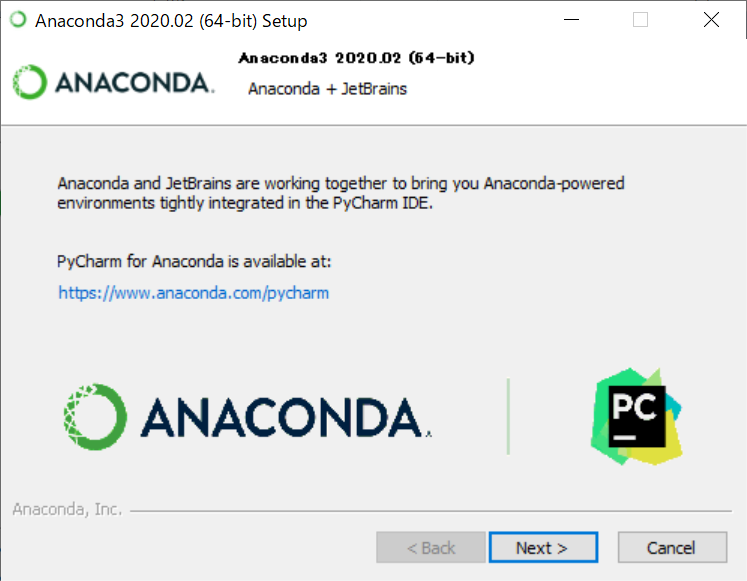 Anaconda3 2020.02 (64-bit) Setup
Anaconda3 2020.02 (64-bit)
ANACONDA.
Anaconda + JetBrains
Anaconda and JetBrains are working together to bring you Anaconda-powered
environments tightly integrated in the PyCharm IDE.
PyCharm for Anaconda is available at:
https://www.anaconda.com/pycharm
ANACONDA.
PC
Anaconda, Inc.
< Back
Next >
Cancel